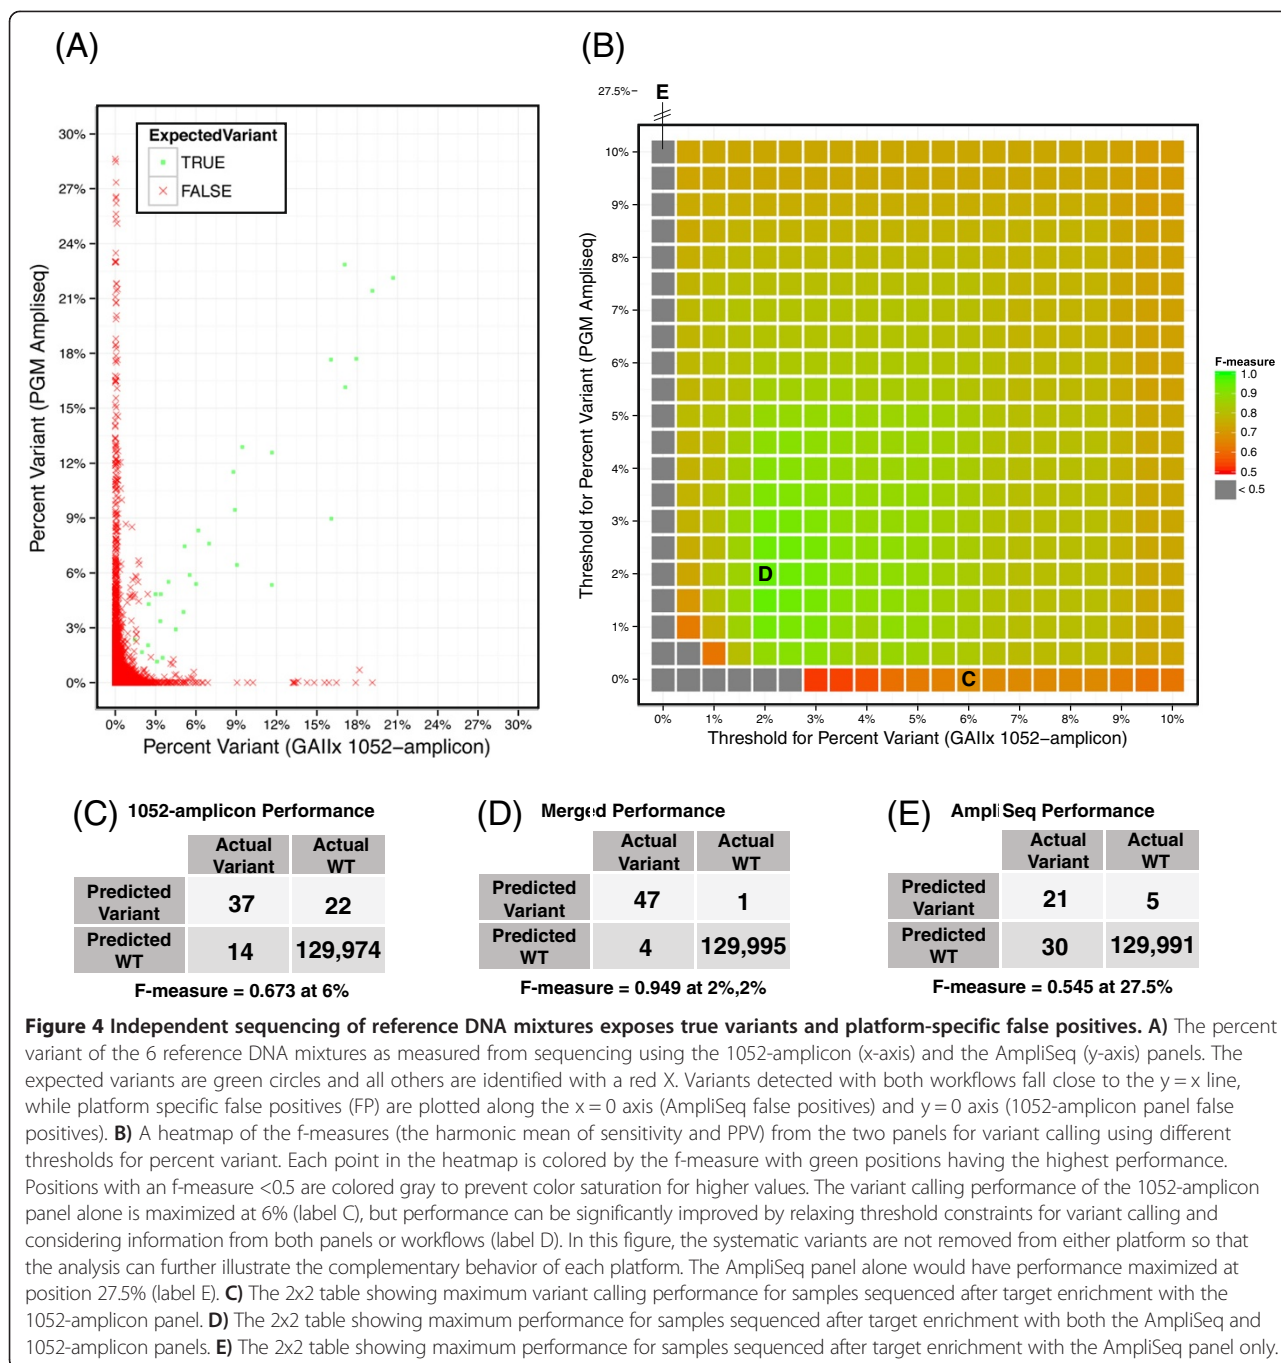 (A)
ExpectedVariant
TRUE
FALSE
30%
27%
24%
21%
18%
15%
12%
9%
6%
3%
0%
Percent Variant (PGM Ampliseq)
0% 3% 6% 9% 12% 15% 18% 21% 24% 27% 30%
Percent Variant (GAIIx 1052-amplicon)
(B)
27.5%
E
10%
9%
8%
7%
6%
5%
4%
3%
2%
1%
0%
Threshold for Percent Variant (PGM Ampliseq)
D
C
0% 1% 2% 3% 4% 5% 6% 7% 8% 9% 10%
Threshold for Percent Variant (GAIIx 1052-amplicon)
F-measure
1.0
0.9
0.8
0.7
0.6
0.5
< 0.5
(C) 1052-amplicon Performance
Actual Variant Actual WT
Predicted Variant 37 22
Predicted WT 14 129,974
F-measure = 0.673 at 6%
(D) Merged Performance
Actual Variant Actual WT
Predicted Variant 47 1
Predicted WT 4 129,995
F-measure = 0.949 at 2%,2%
(E) AmpliSeq Performance
Actual Variant Actual WT
Predicted Variant 21 5
Predicted WT 30 129,991
F-measure = 0.545 at 27.5%
Figure 4 Independent sequencing of reference DNA mixtures exposes true variants and platform-specific false positives. A) The percent
variant of the 6 reference DNA mixtures as measured from sequencing using the 1052-amplicon (x-axis) and the AmpliSeq (y-axis) panels. The
expected variants are green circles and all others are identified with a red X. Variants detected with both workflows fall close to the y = x line,
while platform specific false positives (FP) are plotted along the x = 0 axis (AmpliSeq false positives) and y = 0 axis (1052-amplicon panel false
positives). B) A heatmap of the f-measures (the harmonic mean of sensitivity and PPV) from the two panels for variant calling using different
thresholds for percent variant. Each point in the heatmap is colored by the f-measure with green positions having the highest performance.
Positions with an f-measure <0.5 are colored gray to prevent color saturation for higher values. The variant calling performance of the 1052-amplicon
panel alone is maximized at 6% (label C), but performance can be significantly improved by relaxing threshold constraints for variant calling and
considering information from both panels or workflows (label D). In this figure, the systematic variants are not removed from either platform so that
the analysis can further illustrate the complementary behavior of each platform. The AmpliSeq panel alone would have performance maximized at
position 27.5% (label E). C) The 2x2 table showing maximum variant calling performance for samples sequenced after target enrichment with the
1052-amplicon panel. D) The 2x2 table showing maximum performance for samples sequenced after target enrichment with both the AmpliSeq and
1052-amplicon panels. E) The 2x2 table showing maximum performance for samples sequenced after target enrichment with the AmpliSeq panel only.